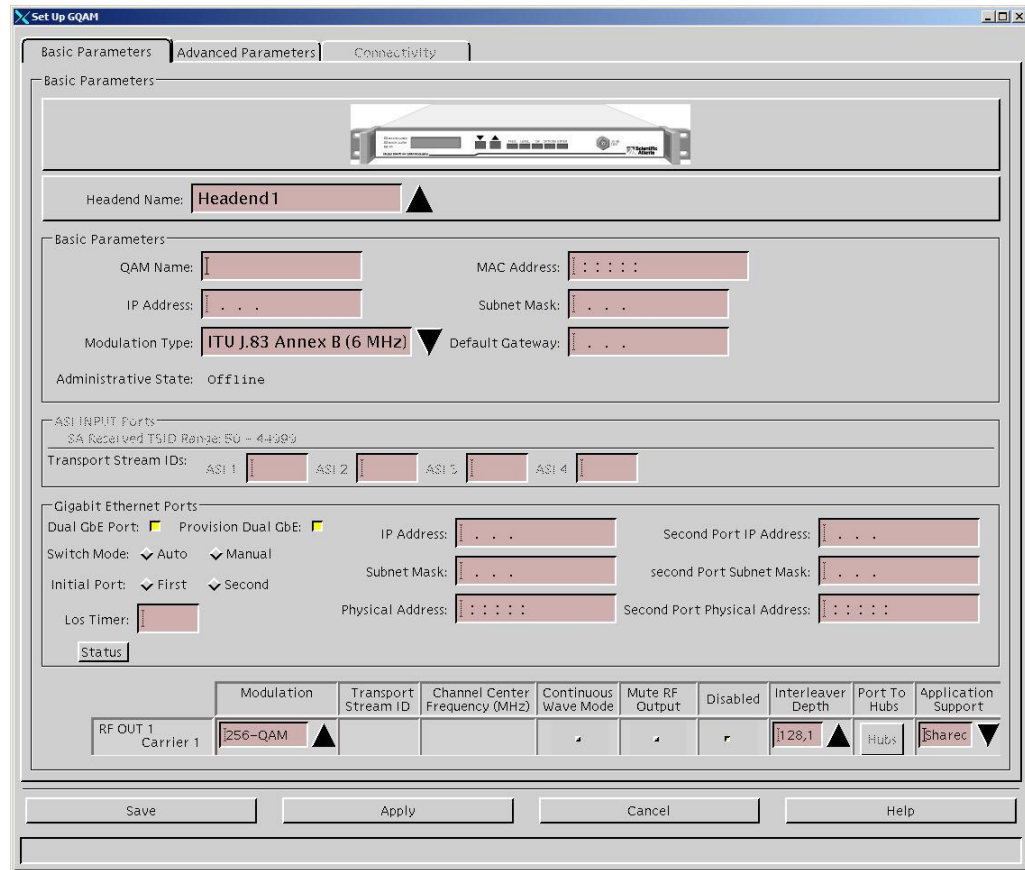 Set Up GQAM
Basic Parameters Advanced Parameters Connectivity
Basic Parameters
Scientific Atlanta
Headend Name: Headend1
Basic Parameters
QAM Name: MAC Address: : : : : :
IP Address: . . . Subnet Mask: . . .
Modulation Type: ITU J.83 Annex B (6 MHz) Default Gateway: . . .
Administrative State: Offline
ASI INPUT Ports
SA Reserved TSID Range: 50 - 44999
Transport Stream IDs: ASI 1 ASI 2 ASI 3 ASI 4
Gigabit Ethernet Ports
Dual GbE Port: Provision Dual GbE: IP Address: . . . Second Port IP Address: . . .
Switch Mode: Auto Manual
Subnet Mask: . . . second Port Subnet Mask: . . .
Initial Port: First Second
Physical Address: : : : : : Second Port Physical Address: : : : : :
Los Timer:
Status
Modulation Transport Stream ID Channel Center Frequency (MHz) Continuous Wave Mode Mute RF Output Disabled Interleaver Depth Port To Hubs Application Support
RF OUT 1
Carrier 1 256-QAM 128,1 Hubs Sharec
Save Apply Cancel Help